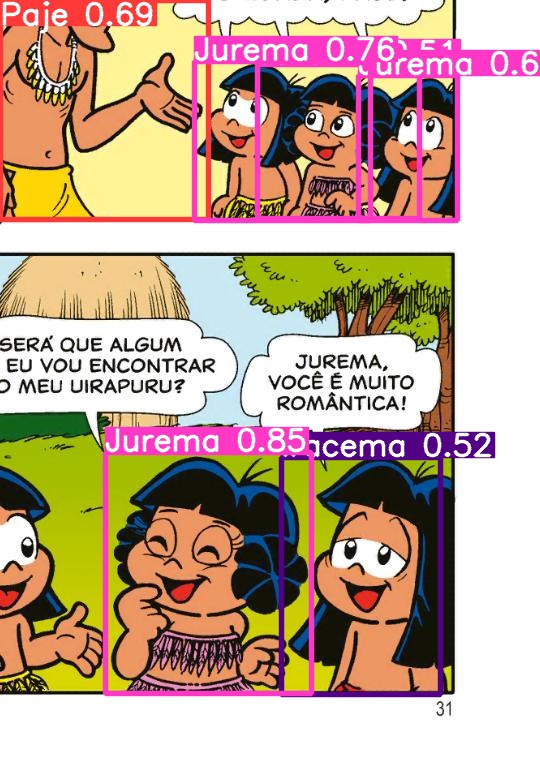 Paje 0.69
Jurema 0.76
Jurema 0.6
SERÁ QUE ALGUM
EU VOU ENCONTRAR
O MEU UIRAPURU?
JUREMA,
VOCÊ É MUITO
ROMÂNTICA!
Jurema 0.85
acema 0.52
31